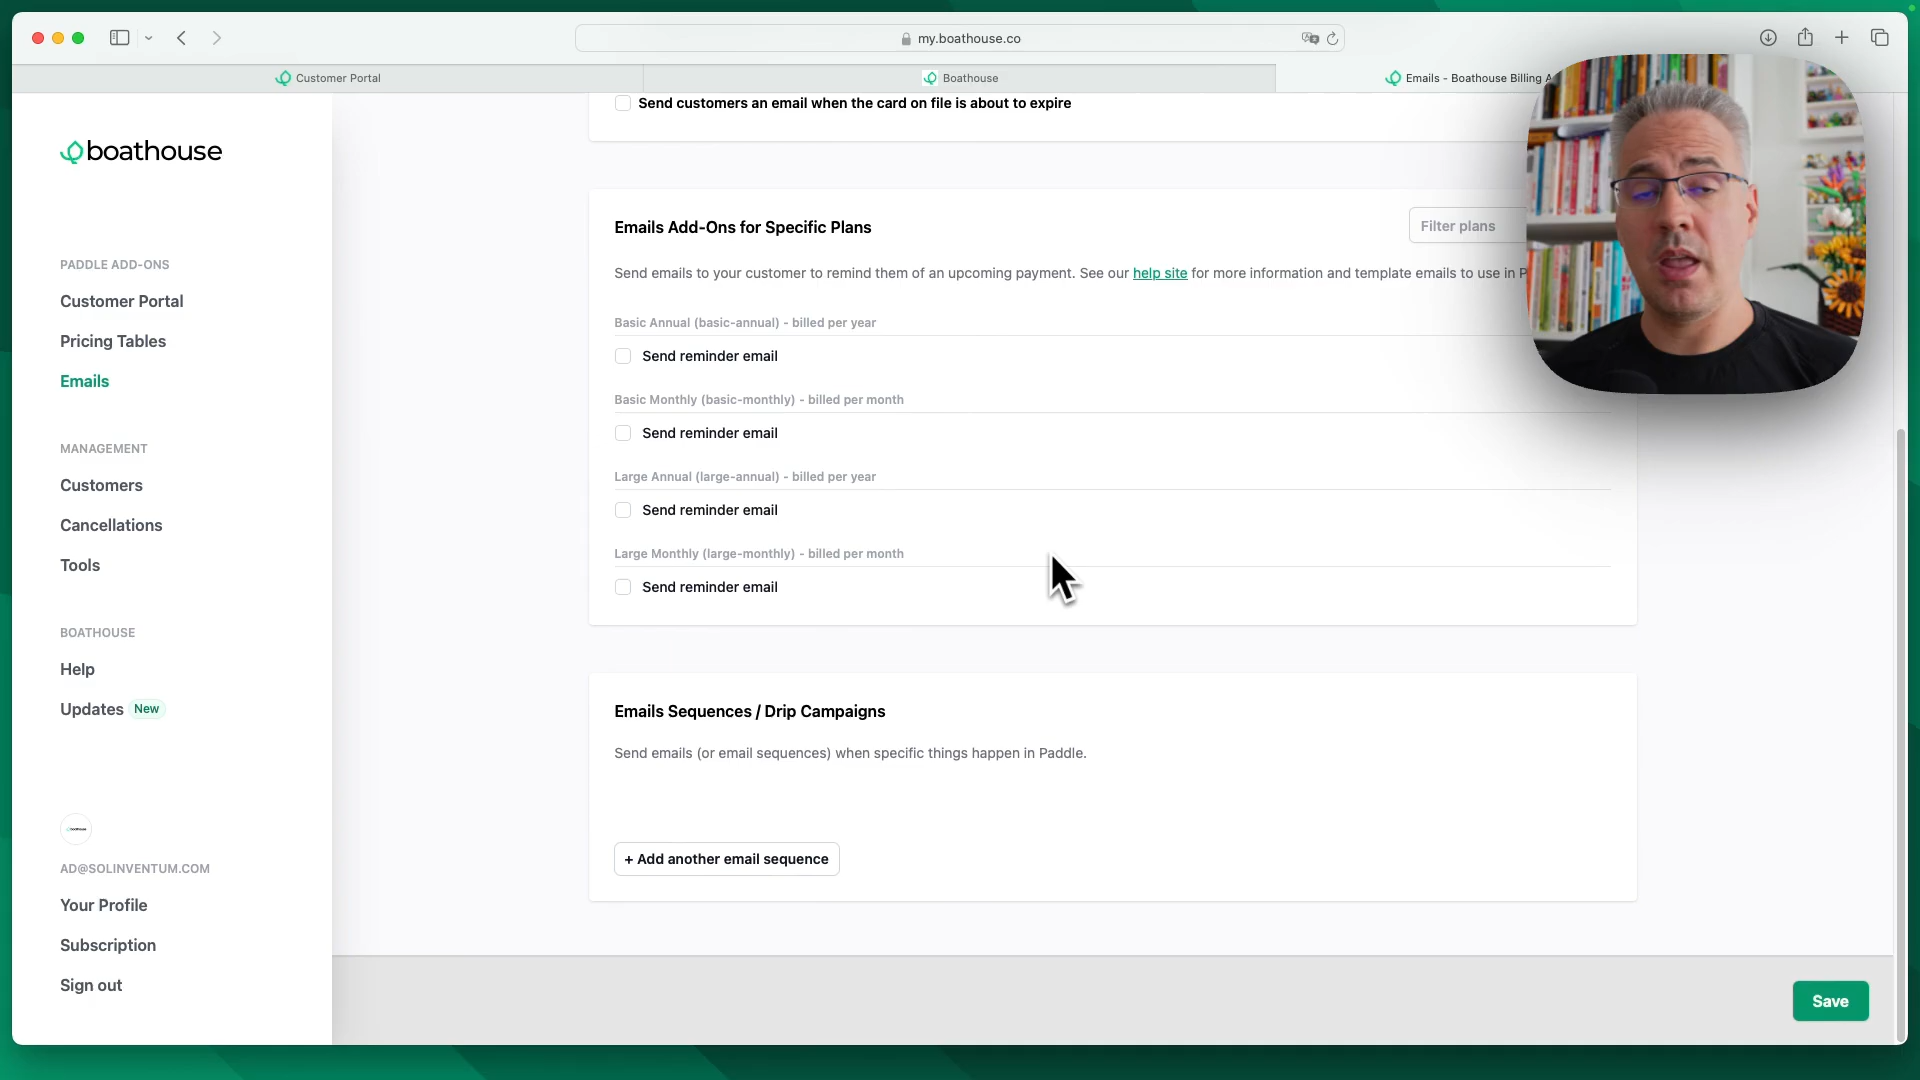 my.boathouse.co
Customer Portal
Boathouse
Emails - Boathouse Billing A
boathouse
PADDLE ADD-ONS
Customer Portal
Pricing Tables
Emails
MANAGEMENT
Customers
Cancellations
Tools
BOATHOUSE
Help
Updates New
AD@SOLINVENTUM.COM
Your Profile
Subscription
Sign out
Send customers an email when the card on file is about to expire
Emails Add-Ons for Specific Plans
Filter plans
Send emails to your customer to remind them of an upcoming payment. See our help site for more information and template emails to use in P
Basic Annual (basic-annual) - billed per year
Send reminder email
Basic Monthly (basic-monthly) - billed per month
Send reminder email
Large Annual (large-annual) - billed per year
Send reminder email
Large Monthly (large-monthly) - billed per month
Send reminder email
Emails Sequences / Drip Campaigns
Send emails (or email sequences) when specific things happen in Paddle.
+ Add another email sequence
Save